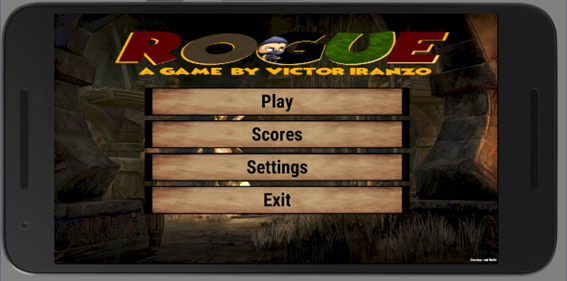 ROGUE
A GAME BY VICTOR IRANZO
Play
Scores
Settings
Exit